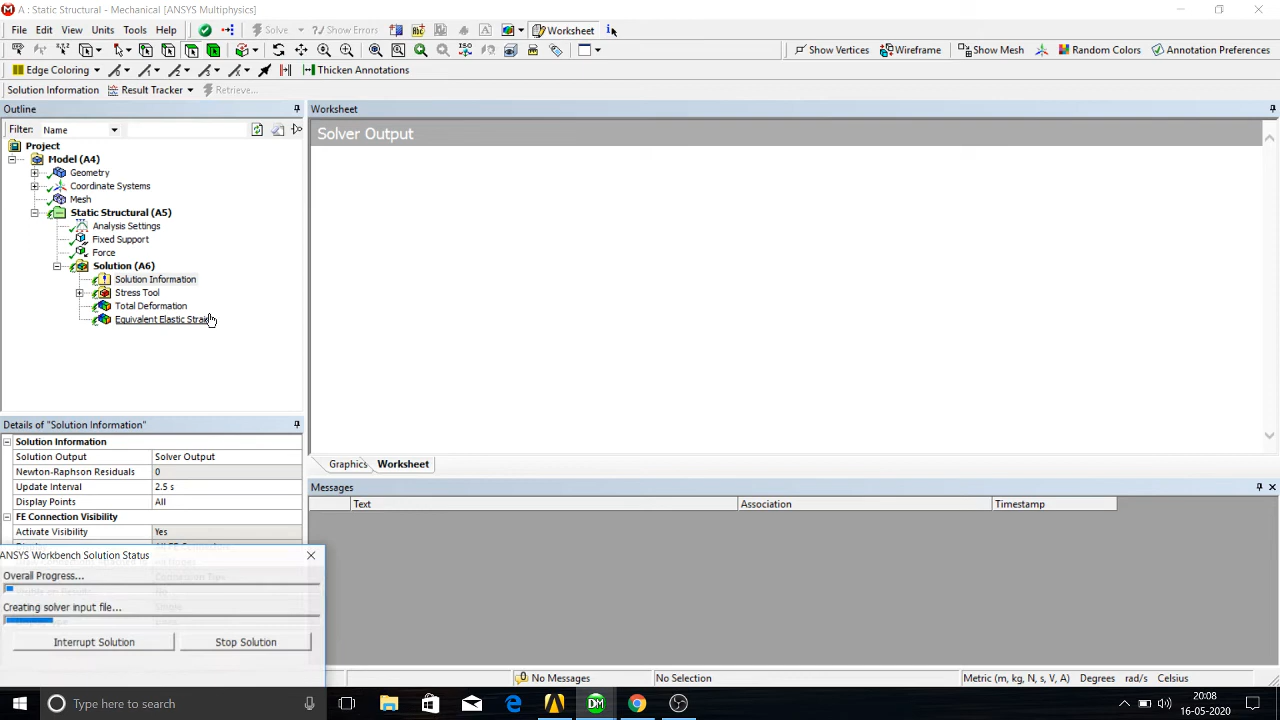 A : Static Structural - Mechanical [ANSYS Multiphysics]
File Edit View Units Tools Help Solve Show Errors Worksheet
Show Vertices Wireframe Show Mesh Random Colors Annotation Preferences
Edge Coloring Thicken Annotations
Solution Information Result Tracker Retrieve...
Outline
Filter: Name
Project
Model (A4)
Geometry
Coordinate Systems
Mesh
Static Structural (A5)
Analysis Settings
Fixed Support
Force
Solution (A6)
Solution Information
Stress Tool
Total Deformation
Equivalent Elastic Strain
Worksheet
Solver Output
Graphics Worksheet
Details of "Solution Information"
Solution Information
Solution Output Solver Output
Newton-Raphson Residuals 0
Update Interval 2.5 s
Display Points All
FE Connection Visibility
Activate Visibility Yes
Messages
Text Association Timestamp
ANSYS Workbench Solution Status
Overall Progress...
Creating solver input file...
Interrupt Solution Stop Solution
0 No Messages No Selection Metric (m, kg, N, s, V, A) Degrees rad/s Celsius
Type here to search
DM
20:08
16-05-2020